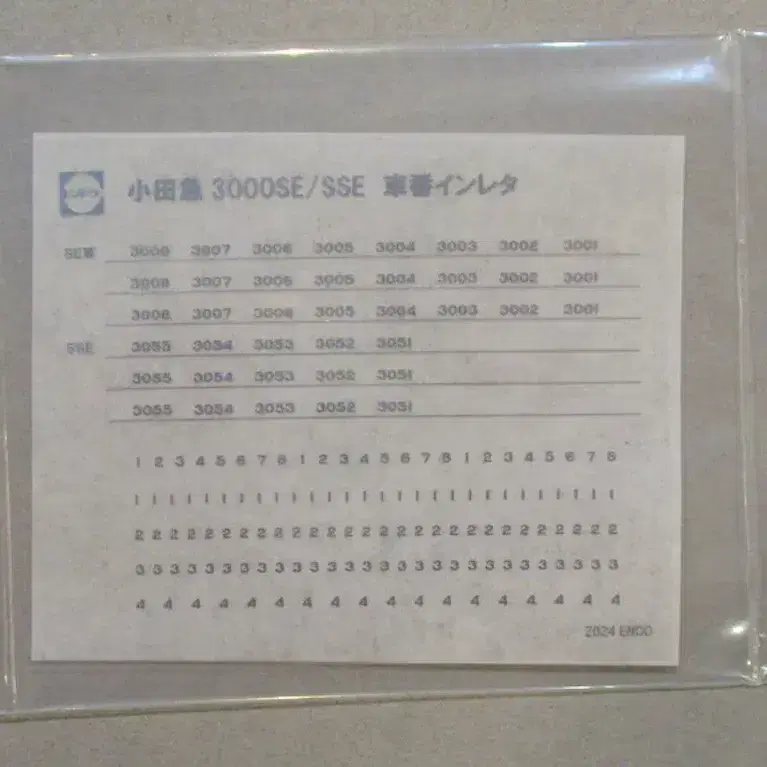 小田急 3000SE/SSE 車番インレタ
SE車 3008 3007 3006 3005 3004 3003 3002 3001
3008 3007 3006 3005 3004 3003 3002 3001
3008 3007 3006 3005 3004 3003 3002 3001
SSE 3055 3054 3053 3052 3051
3055 3054 3053 3052 3051
3055 3054 3053 3052 3051
1 2 3 4 5 6 7 8 1 2 3 4 5 6 7 8 1 2 3 4 5 6 7 8
1 1 1 1 1 1 1 1 1 1 1 1 1 1 1 1 1 1 1 1 1 1 1 1 1 1 1 1
2 2 2 2 2 2 2 2 2 2 2 2 2 2 2 2 2 2 2 2 2 2 2 2 2 2 2 2
3 3 3 3 3 3 3 3 3 3 3 3 3 3 3 3 3 3 3 3 3 3 3 3 3 3 3 3
4 4 4 4 4 4 4 4 4 4 4 4 4 4 4 4 4 4
2024 ENDO